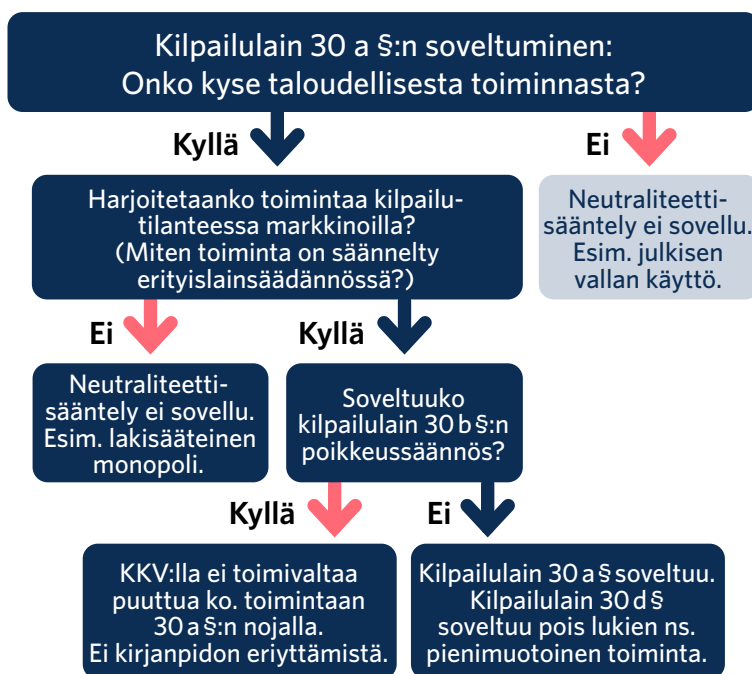 Kilpailulain 30 a §:n soveltuminen:
Onko kyse taloudellisesta toiminnasta?
Kyllä
Ei
Harjoitetaanko toimintaa kilpailu-
tilanteessa markkinoilla?
(Miten toiminta on säännelty
erityislainsäädännössä?)
Neutraliteetti-
sääntely ei sovellu.
Esim. julkisen
vallan käyttö.
Ei
Kyllä
Neutraliteetti-
sääntely ei sovellu.
Esim. lakisääteinen
monopoli.
Soveltuuko
kilpailulain 30 b §:n
poikkeussäännös?
Kyllä
Ei
KKV:lla ei toimivaltaa
puuttua ko. toimintaan
30 a §:n nojalla.
Ei kirjanpidon eriyttämistä.
Kilpailulain 30 a § soveltuu.
Kilpailulain 30 d §
soveltuu pois lukien ns.
pienimuotoinen toiminta.